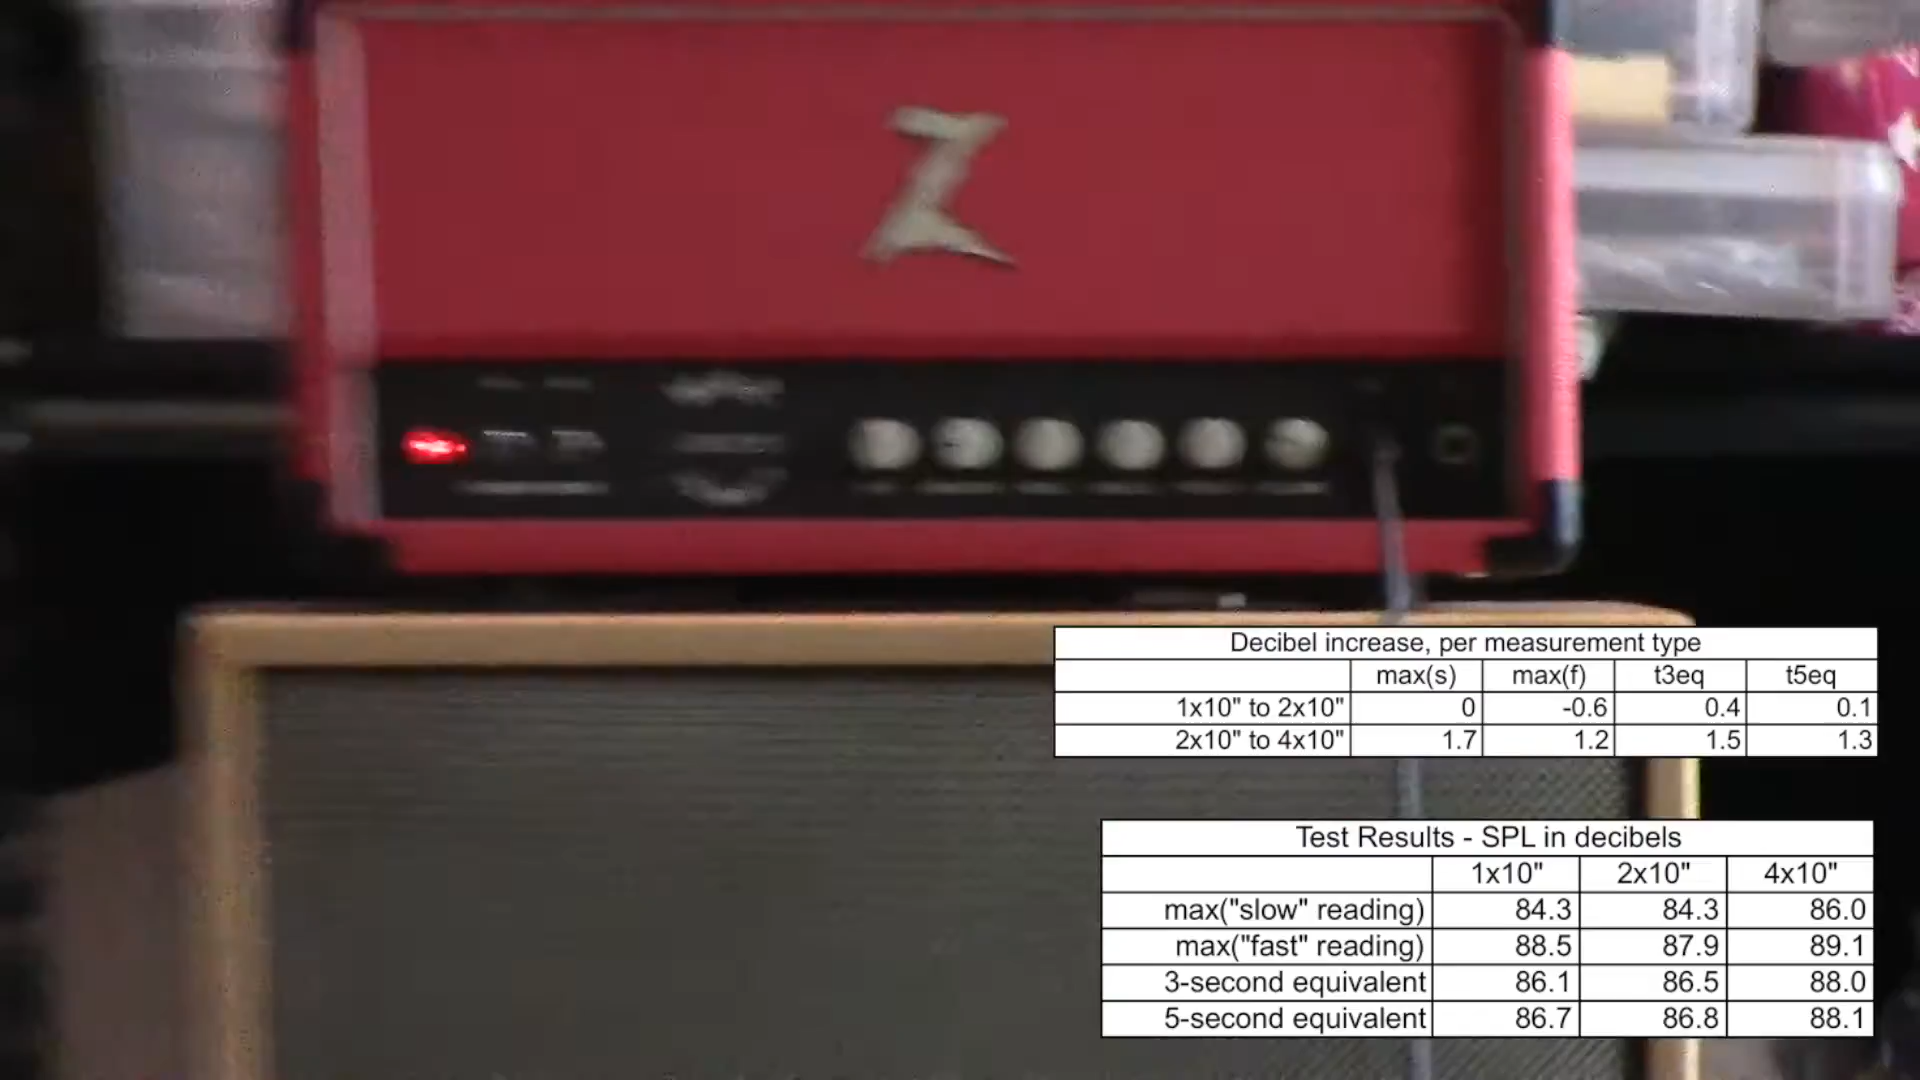 Z
Decibel increase, per measurement type
max(s) max(f) t3eq t5eq
1x10" to 2x10" 0 -0.6 0.4 0.1
2x10" to 4x10" 1.7 1.2 1.5 1.3
Test Results - SPL in decibels
1x10" 2x10" 4x10"
max("slow" reading) 84.3 84.3 86.0
max("fast" reading) 88.5 87.9 89.1
3-second equivalent 86.1 86.5 88.0
5-second equivalent 86.7 86.8 88.1